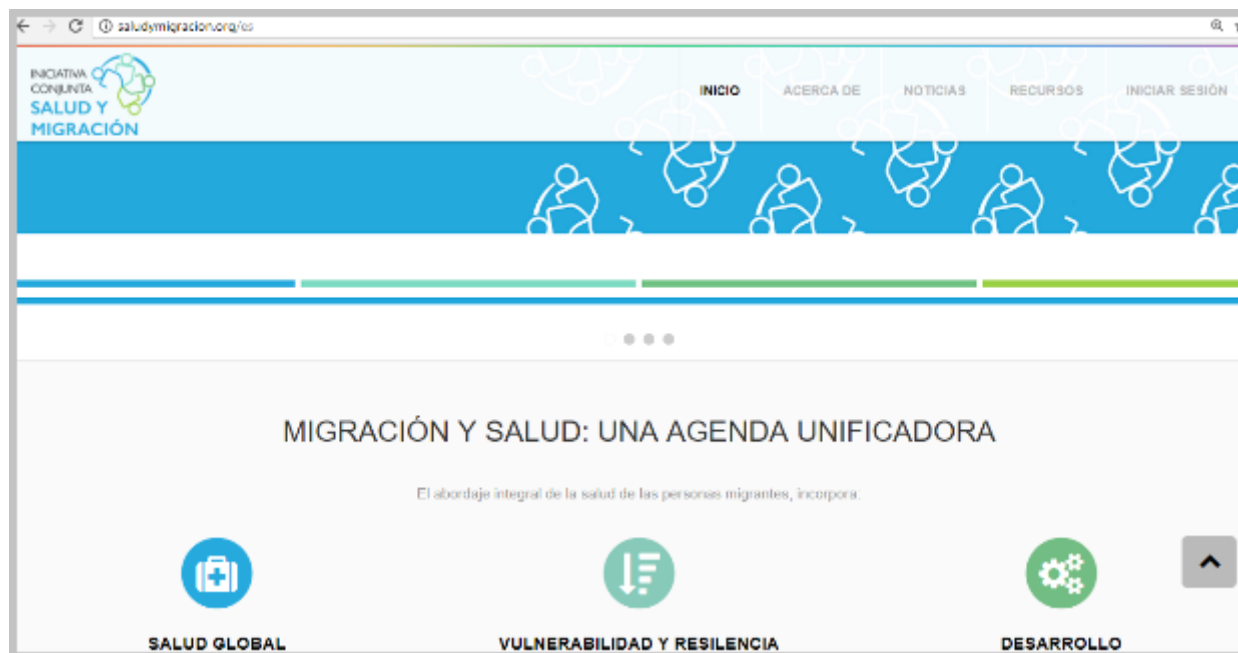 saludymigracion.org/es
INICIATIVA
CONJUNTA
SALUD Y
MIGRACIÓN
INICIO ACERCA DE NOTICIAS RECURSOS INICIAR SESIÓN
MIGRACIÓN Y SALUD: UNA AGENDA UNIFICADORA
El abordaje integral de la salud de las personas migrantes, incorpora:
SALUD GLOBAL VULNERABILIDAD Y RESILENCIA DESARROLLO